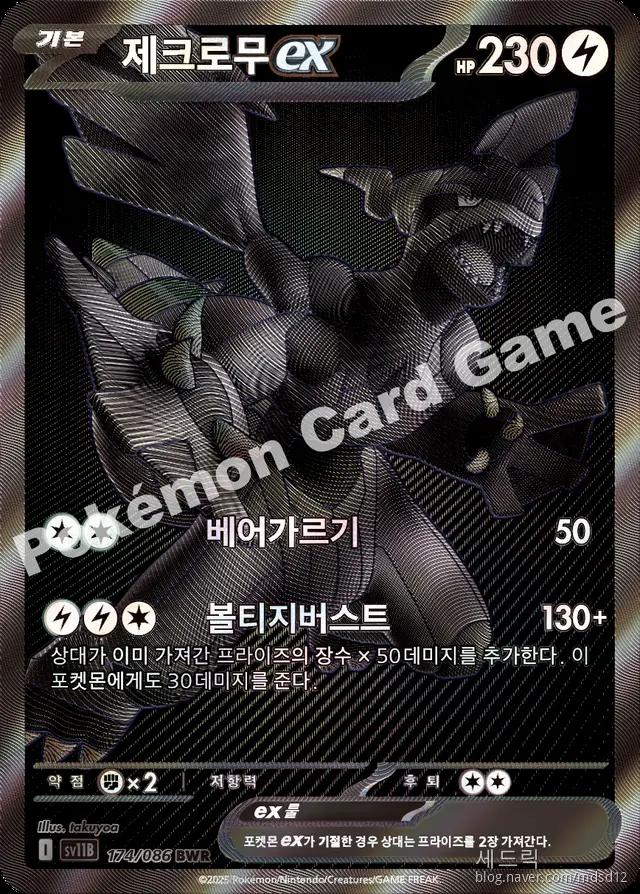 기본
제크로무 ex
HP 230
Pokémon Card Game
베어가르기 50
볼티지버스트 130+
상대가 이미 가져간 프라이즈의 장수 × 50데미지를 추가한다. 이
포켓몬에게도 30데미지를 준다.
약점 ×2 저항력 후퇴
ex 룰
포켓몬 ex가 기절한 경우 상대는 프라이즈를 2장 가져간다.
Illus. takuyoa
I sv11B 174/086 BWR
©2025 Pokémon/Nintendo/Creatures/GAME FREAK.
세드릭
blog.naver.com/mdsd12